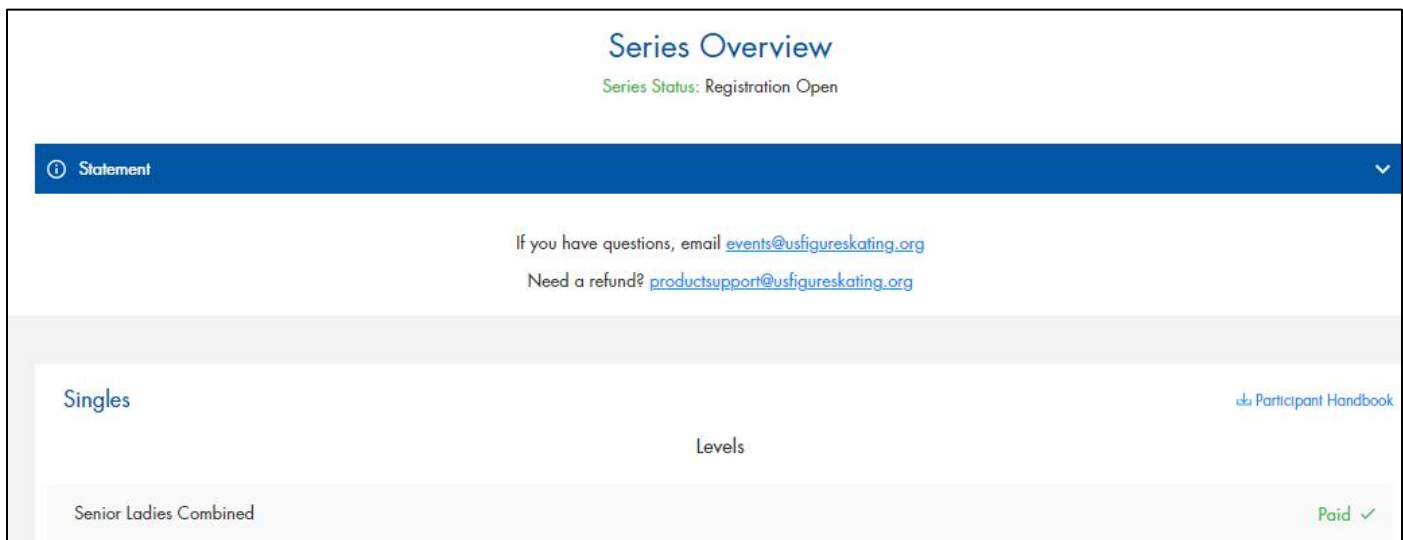 Series Overview
Series Status: Registration Open
Statement
If you have questions, email events@usfigureskating.org
Need a refund? productsupport@usfigureskating.org
Singles
Participant Handbook
Levels
Senior Ladies Combined
Paid